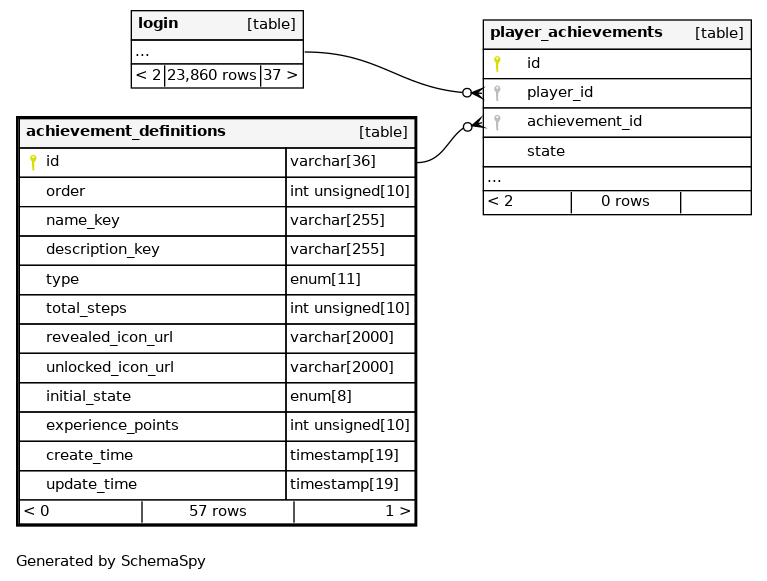 login [table]
...
< 2 23,860 rows 37 >
player_achievements [table]
id
player_id
achievement_id
state
...
< 2 0 rows
achievement_definitions [table]
id varchar[36]
order int unsigned[10]
name_key varchar[255]
description_key varchar[255]
type enum[11]
total_steps int unsigned[10]
revealed_icon_url varchar[2000]
unlocked_icon_url varchar[2000]
initial_state enum[8]
experience_points int unsigned[10]
create_time timestamp[19]
update_time timestamp[19]
< 0 57 rows 1 >
Generated by SchemaSpy